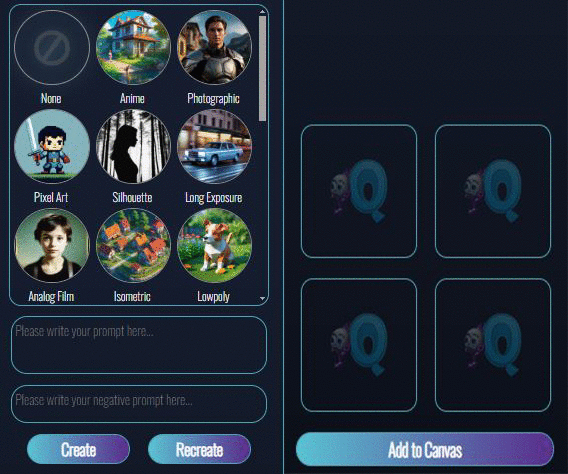 None
Anime
Photographic
Pixel Art
Silhouette
Long Exposure
Analog Film
Isometric
Lowpoly
Please write your prompt here...
Please write your negative prompt here...
Create
Recreate
Q
Q
Q
Q
Add to Canvas